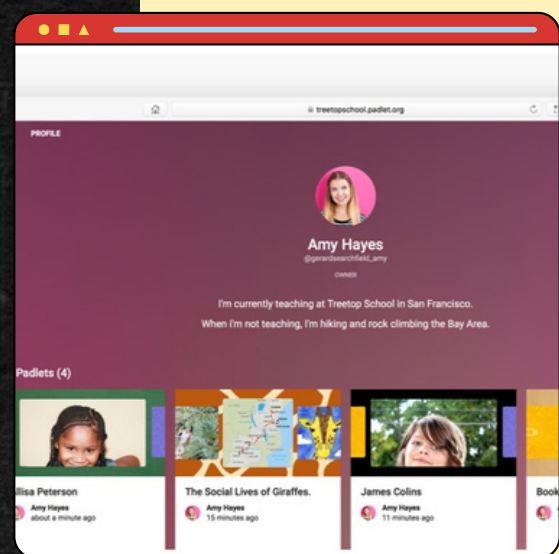 treetopschool.padlet.org
PROFILE
Amy Hayes
@gerardsearchfield_amy
OWNER
I'm currently teaching at Treetop School in San Francisco.
When I'm not teaching, I'm hiking and rock climbing the Bay Area.
Padlets (4)
llisa Peterson
Amy Hayes
about a minute ago
The Social Lives of Giraffes.
Amy Hayes
15 minutes ago
James Colins
Amy Hayes
11 minutes ago
Book